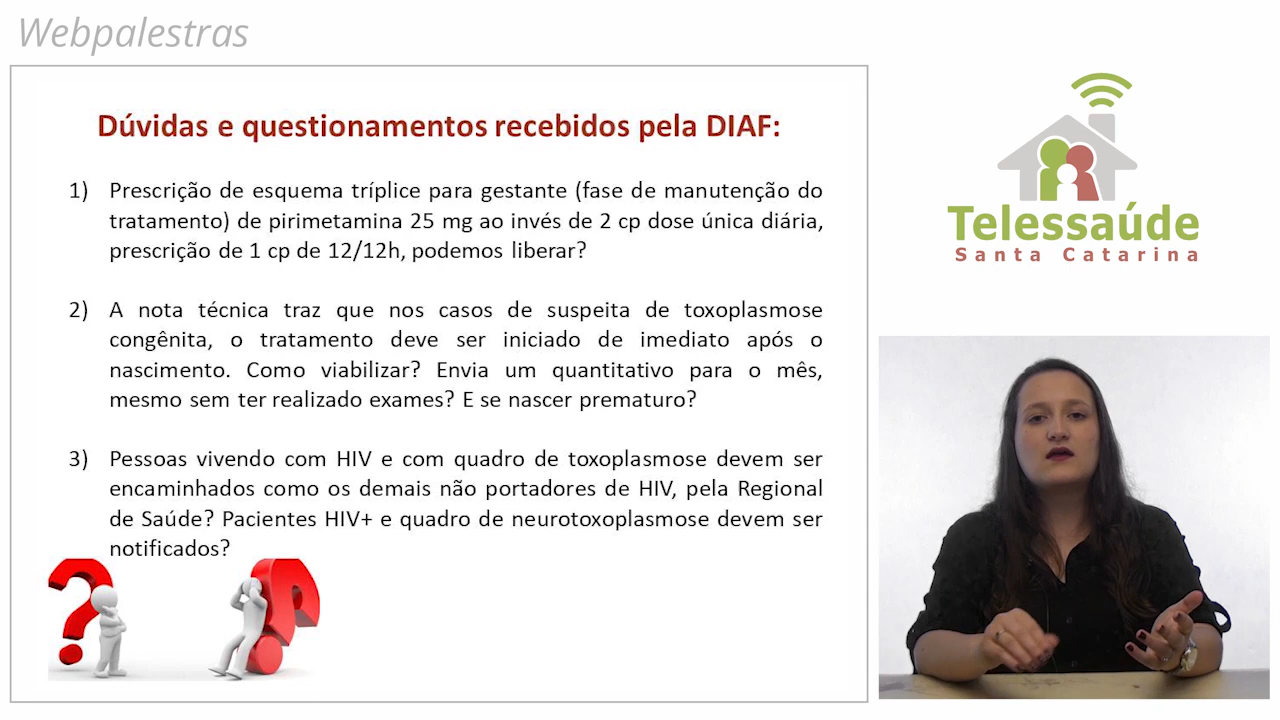 Webpalestras
Dúvidas e questionamentos recebidos pela DIAF:
1) Prescrição de esquema tríplice para gestante (fase de manutenção do
tratamento) de pirimetamina 25 mg ao invés de 2 cp dose única diária,
prescrição de 1 cp de 12/12h, podemos liberar?
2) A nota técnica traz que nos casos de suspeita de toxoplasmose
congênita, o tratamento deve ser iniciado de imediato após o
nascimento. Como viabilizar? Envia um quantitativo para o mês,
mesmo sem ter realizado exames? E se nascer prematuro?
3) Pessoas vivendo com HIV e com quadro de toxoplasmose devem ser
encaminhados como os demais não portadores de HIV, pela Regional
de Saúde? Pacientes HIV+ e quadro de neurotoxoplasmose devem ser
notificados?
Telessaúde
Santa Catarina